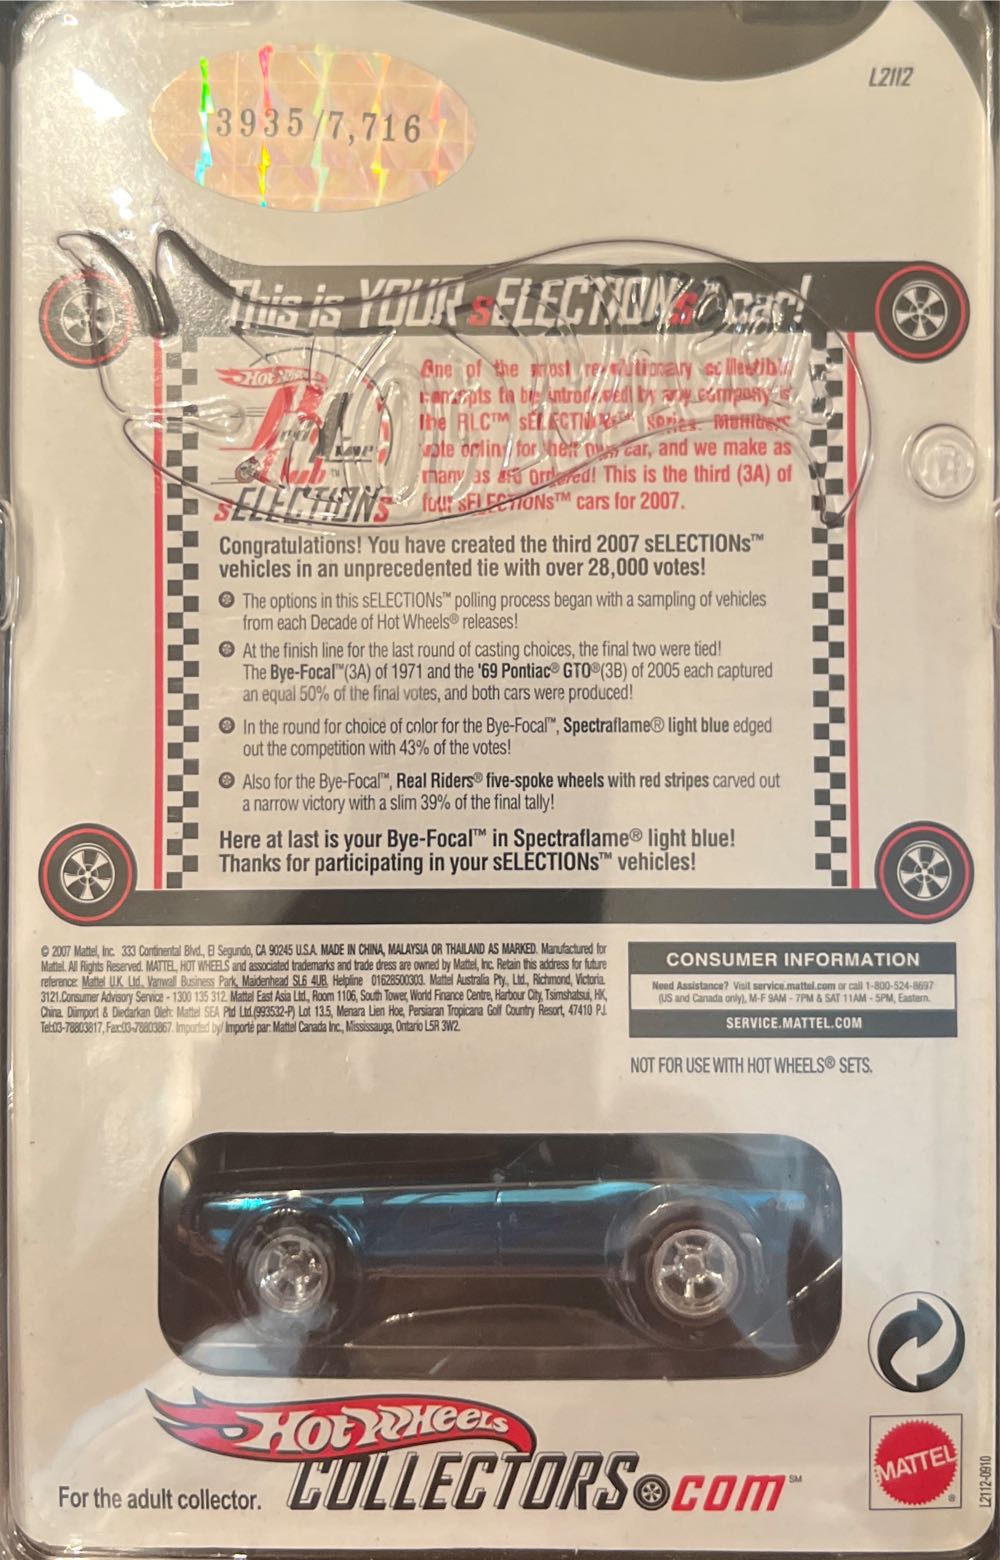 L2112
3935/7,716
This is YOUR sELECTIONs™ car!
Hot Wheels
RLC™
sELECTIONs
One of the most revolutionary collectible
concepts to be introduced by any company is
the RLC™ sELECTIONs™ series. Members
vote online for their own car, and we make as
many as are ordered! This is the third (3A) of
four sELECTIONs™ cars for 2007.
Congratulations! You have created the third 2007 sELECTIONs™
vehicles in an unprecedented tie with over 28,000 votes!
The options in this sELECTIONs™ polling process began with a sampling of vehicles
from each Decade of Hot Wheels® releases!
At the finish line for the last round of casting choices, the final two were tied!
The Bye-Focal™(3A) of 1971 and the '69 Pontiac® GTO®(3B) of 2005 each captured
an equal 50% of the final votes, and both cars were produced!
In the round for choice of color for the Bye-Focal™, Spectraflame® light blue edged
out the competition with 43% of the votes!
Also for the Bye-Focal™, Real Riders® five-spoke wheels with red stripes carved out
a narrow victory with a slim 39% of the final tally!
Here at last is your Bye-Focal™ in Spectraflame® light blue!
Thanks for participating in your sELECTIONs™ vehicles!
© 2007 Mattel, Inc. 333 Continental Blvd., El Segundo, CA 90245 U.S.A. MADE IN CHINA, MALAYSIA OR THAILAND AS MARKED. Manufactured for
Mattel. All Rights Reserved. MATTEL, HOT WHEELS and associated trademarks and trade dress are owned by Mattel, Inc. Retain this address for future
reference: Mattel U.K. Ltd., Vanwall Business Park, Maidenhead SL6 4UB. Helpline 01628500303. Mattel Australia Pty., Ltd., Richmond, Victoria.
3121.Consumer Advisory Service - 1300 135 312. Mattel East Asia Ltd., Room 1106, South Tower, World Finance Centre, Harbour City, Tsimshatsui, HK,
China. Diimport & Diedarkan Oleh: Mattel SEA Ptd Ltd.(993532-P) Lot 13.5, Menara Lien Hoe, Persiaran Tropicana Golf Country Resort, 47410 PJ.
Tel:03-78803817, Fax:03-78803867. Imported by/ Importé par: Mattel Canada Inc., Mississauga, Ontario L5R 3W2.
CONSUMER INFORMATION
Need Assistance? Visit service.mattel.com or call 1-800-524-8697
(US and Canada only), M-F 9AM - 7PM & SAT 11AM - 5PM, Eastern.
SERVICE.MATTEL.COM
NOT FOR USE WITH HOT WHEELS® SETS.
Hot Wheels
COLLECTORS.com℠
For the adult collector.
MATTEL®
L2112-0910